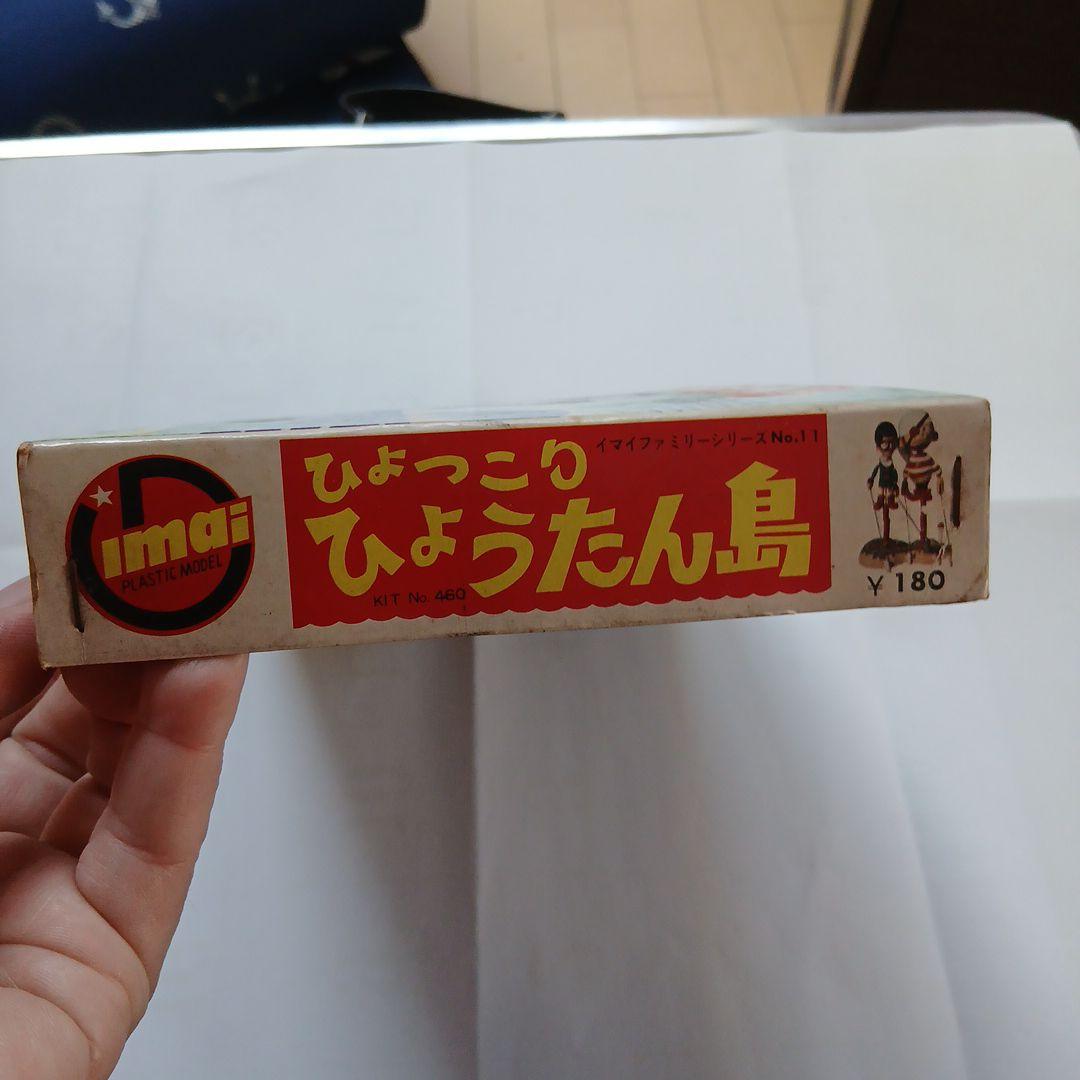 imai
PLASTIC MODEL
イマイファミリーシリーズNo.11
ひょっこり
ひょうたん島
KIT No. 460
¥ 180